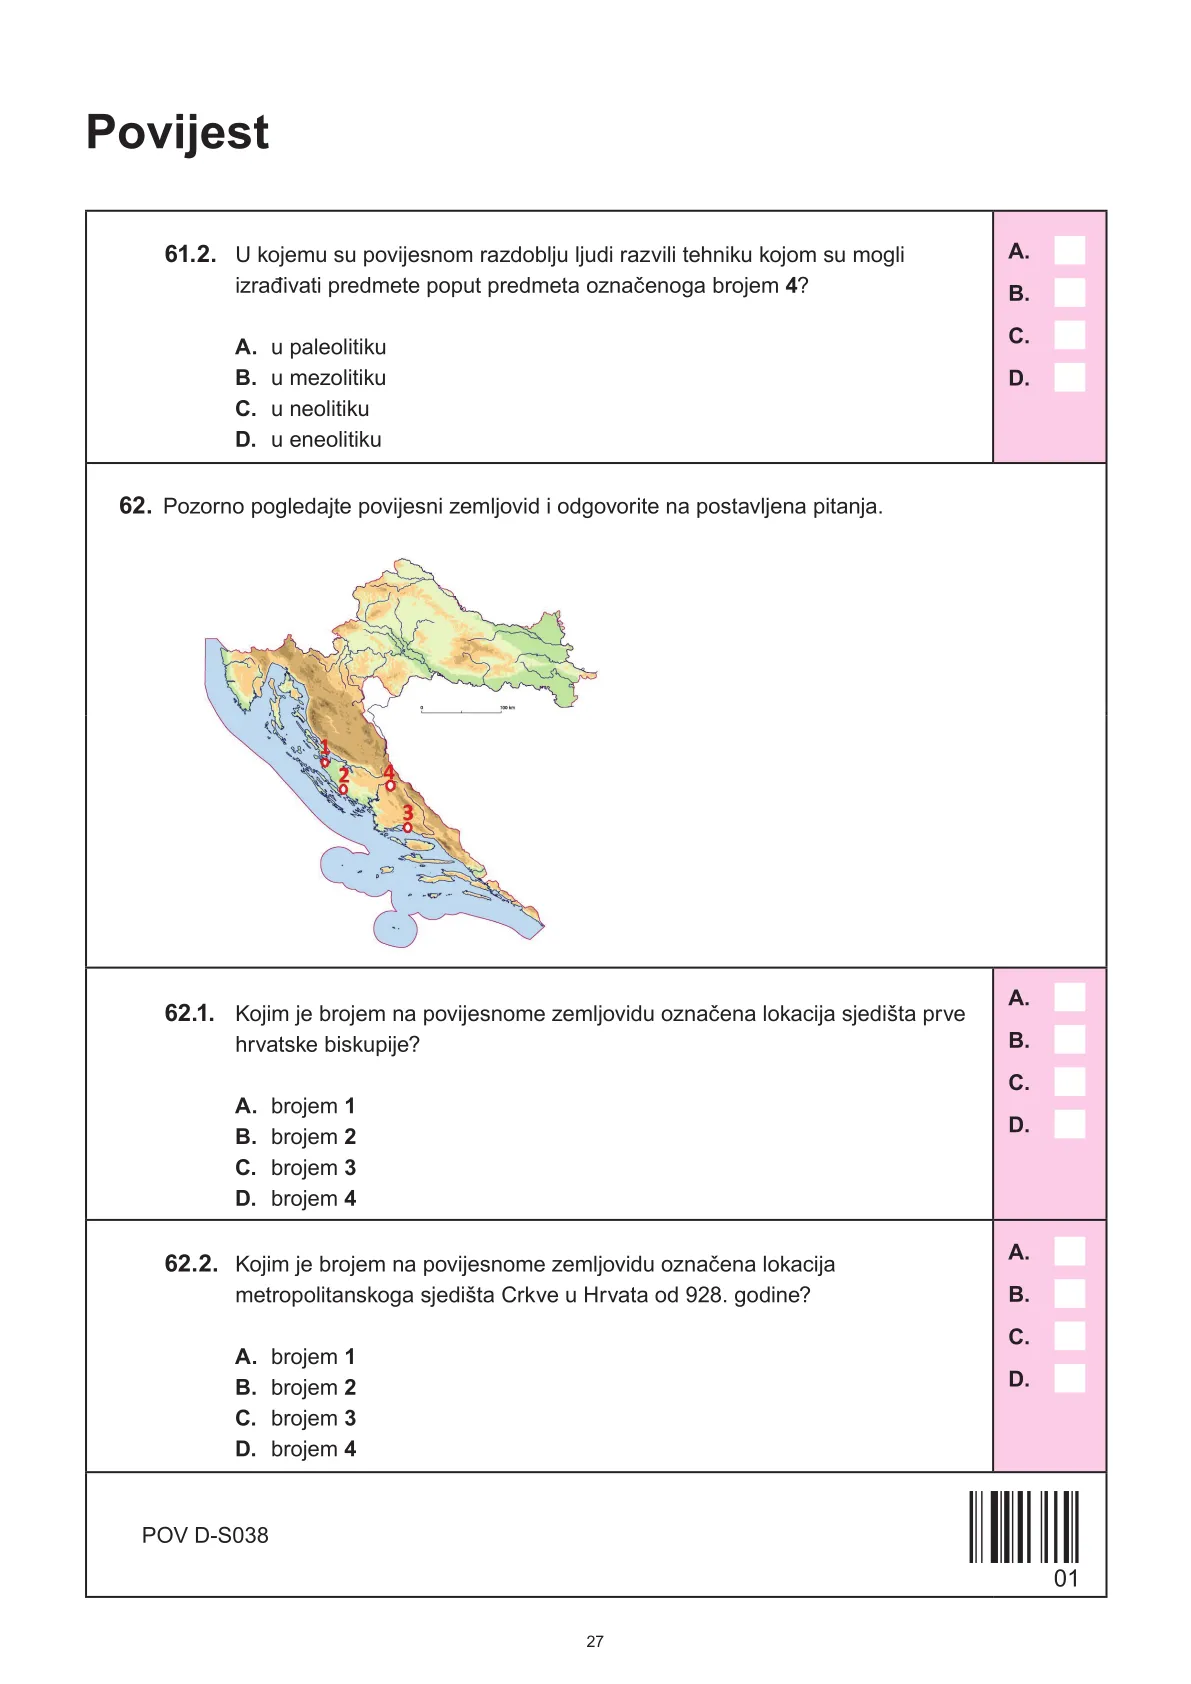 Povijest
61.2. U kojemu su povijesnom razdoblju ljudi razvili tehniku kojom su mogli
izrađivati predmete poput predmeta označenoga brojem 4?
A. u paleolitiku
B. u mezolitiku
C. u neolitiku
D. u eneolitiku
A.
B.
C.
D.
62. Pozorno pogledajte povijesni zemljovid i odgovorite na postavljena pitanja.
0 100 km
1
2
4
3
62.1. Kojim je brojem na povijesnome zemljovidu označena lokacija sjedišta prve
hrvatske biskupije?
A. brojem 1
B. brojem 2
C. brojem 3
D. brojem 4
A.
B.
C.
D.
62.2. Kojim je brojem na povijesnome zemljovidu označena lokacija
metropolitanskoga sjedišta Crkve u Hrvata od 928. godine?
A. brojem 1
B. brojem 2
C. brojem 3
D. brojem 4
A.
B.
C.
D.
POV D-S038
01
27